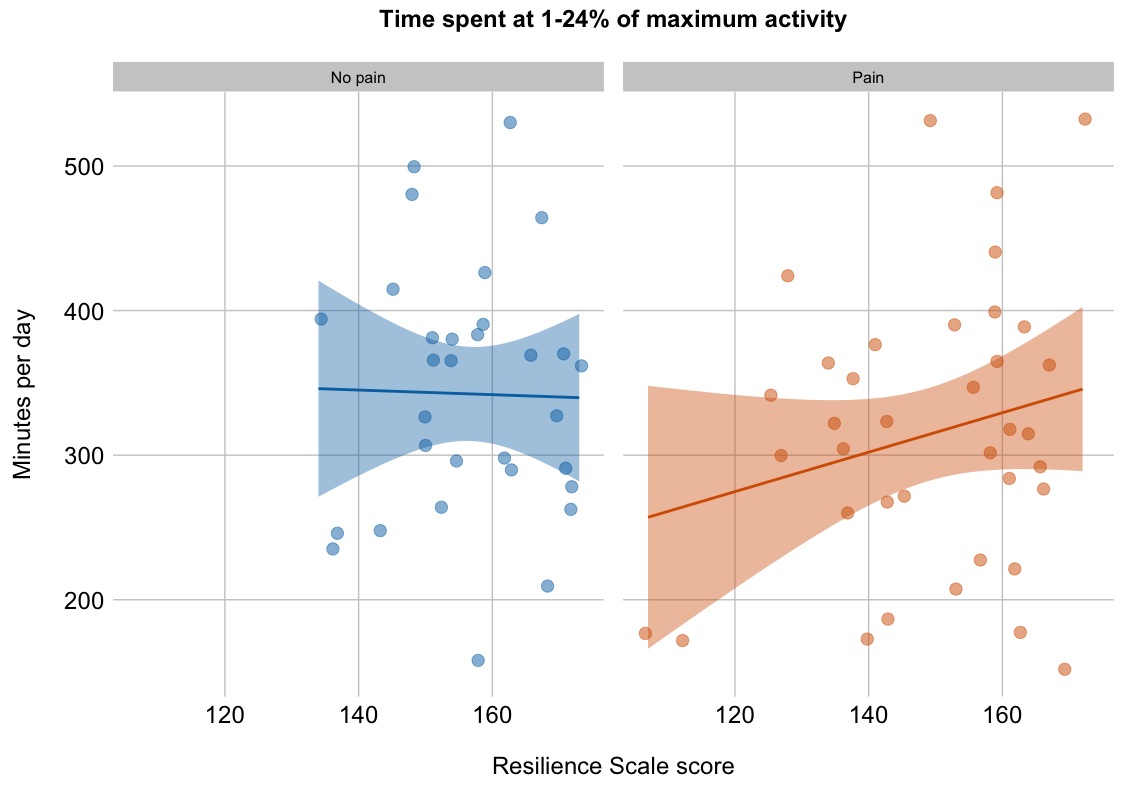 Time spent at 1-24% of maximum activity
No pain
Pain
Minutes per day
500
400
300
200
120
140
160
120
140
160
Resilience Scale score